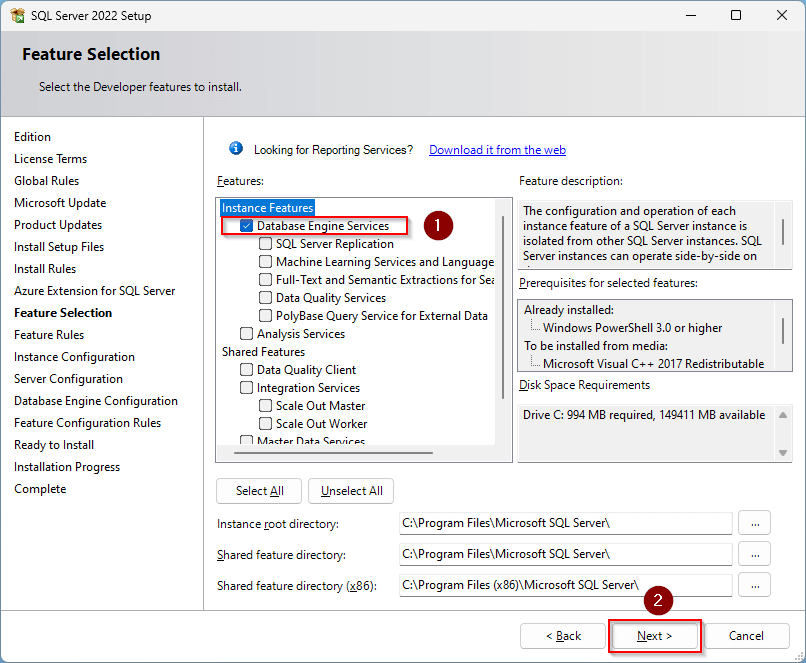 SQL Server 2022 Setup
Feature Selection
Select the Developer features to install.
Edition
License Terms
Global Rules
Microsoft Update
Product Updates
Install Setup Files
Install Rules
Azure Extension for SQL Server
Feature Selection
Feature Rules
Instance Configuration
Server Configuration
Database Engine Configuration
Feature Configuration Rules
Ready to Install
Installation Progress
Complete
Looking for Reporting Services? Download it from the web
Features:
Instance Features
Database Engine Services
1
SQL Server Replication
Machine Learning Services and Language
Full-Text and Semantic Extractions for Sea
Data Quality Services
PolyBase Query Service for External Data
Analysis Services
Shared Features
Data Quality Client
Integration Services
Scale Out Master
Scale Out Worker
Master Data Services
Feature description:
The configuration and operation of each
instance feature of a SQL Server instance is
isolated from other SQL Server instances. SQL
Server instances can operate side-by-side on
Prerequisites for selected features:
Already installed:
Windows PowerShell 3.0 or higher
To be installed from media:
Microsoft Visual C++ 2017 Redistributable
Disk Space Requirements
Drive C: 994 MB required, 149411 MB available
Select All
Unselect All
Instance root directory:
C:\Program Files\Microsoft SQL Server\
...
Shared feature directory:
C:\Program Files\Microsoft SQL Server\
...
Shared feature directory (x86):
C:\Program Files (x86)\Microsoft SQL Server\
...
2
< Back
Next >
Cancel